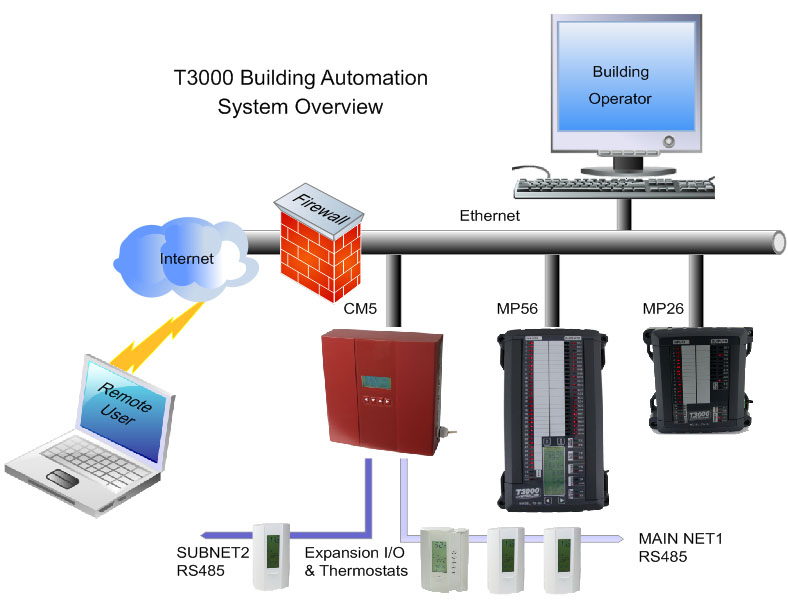 T3000 Building Automation
System Overview
Building
Operator
Ethernet
Firewall
Internet
CM5
MP56
MP26
Remote
User
T3000
T3000
SUBNET2
RS485
Expansion I/O
& Thermostats
MAIN NET1
RS485